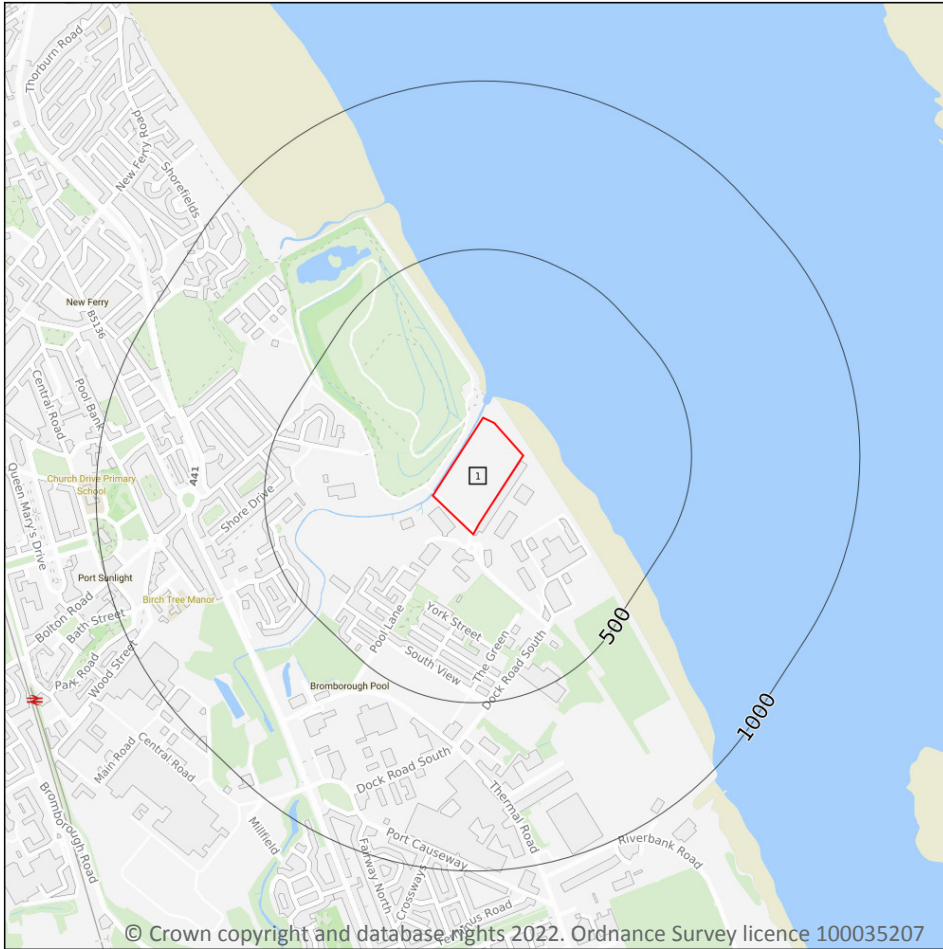 Thorburn Road
New Ferry Road
Shorefields
New Ferry
B5136
Central Road
Pool Bank
A41
Church Drive Primary
School
Queen Mary's Drive
Shore Drive
1
Port Sunlight
Birch Tree Manor
Bolton Road
Bath Street
Park Road
Wood Street
Pool Lane
York Street
South View
The Green
Dock Road South
500
Bromborough Pool
1000
Main Road
Central Road
Dock Road South
Thermal Road
Bromborough Road
Millfield
Port Causeway
Riverbank Road
Fairway North
Crossways
Road
© Crown copyright and database rights 2022. Ordnance Survey licence 100035207